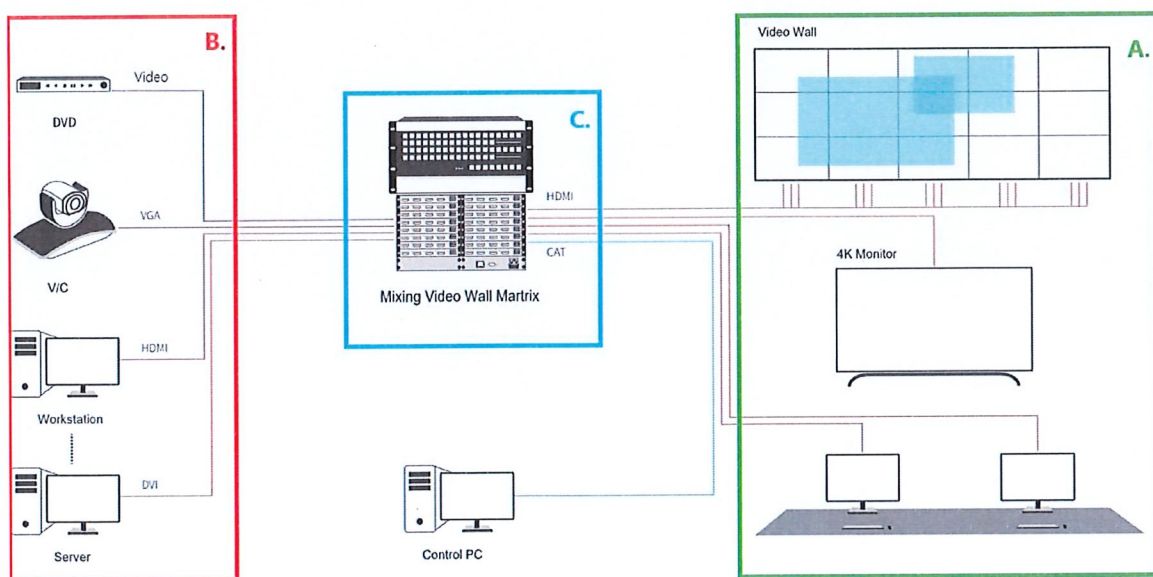 B.
Video
DVD
VGA
V/C
HDMI
Workstation
DVI
Server
C.
HDMI
CAT
Mixing Video Wall Martrix
Control PC
Video Wall
A.
4K Monitor